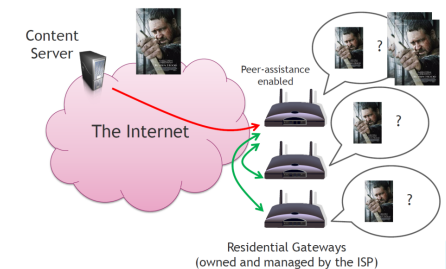 Content
Server
Peer-assistance
enabled
?
The Internet
?
?
Residential Gateways
(owned and managed by the ISP)